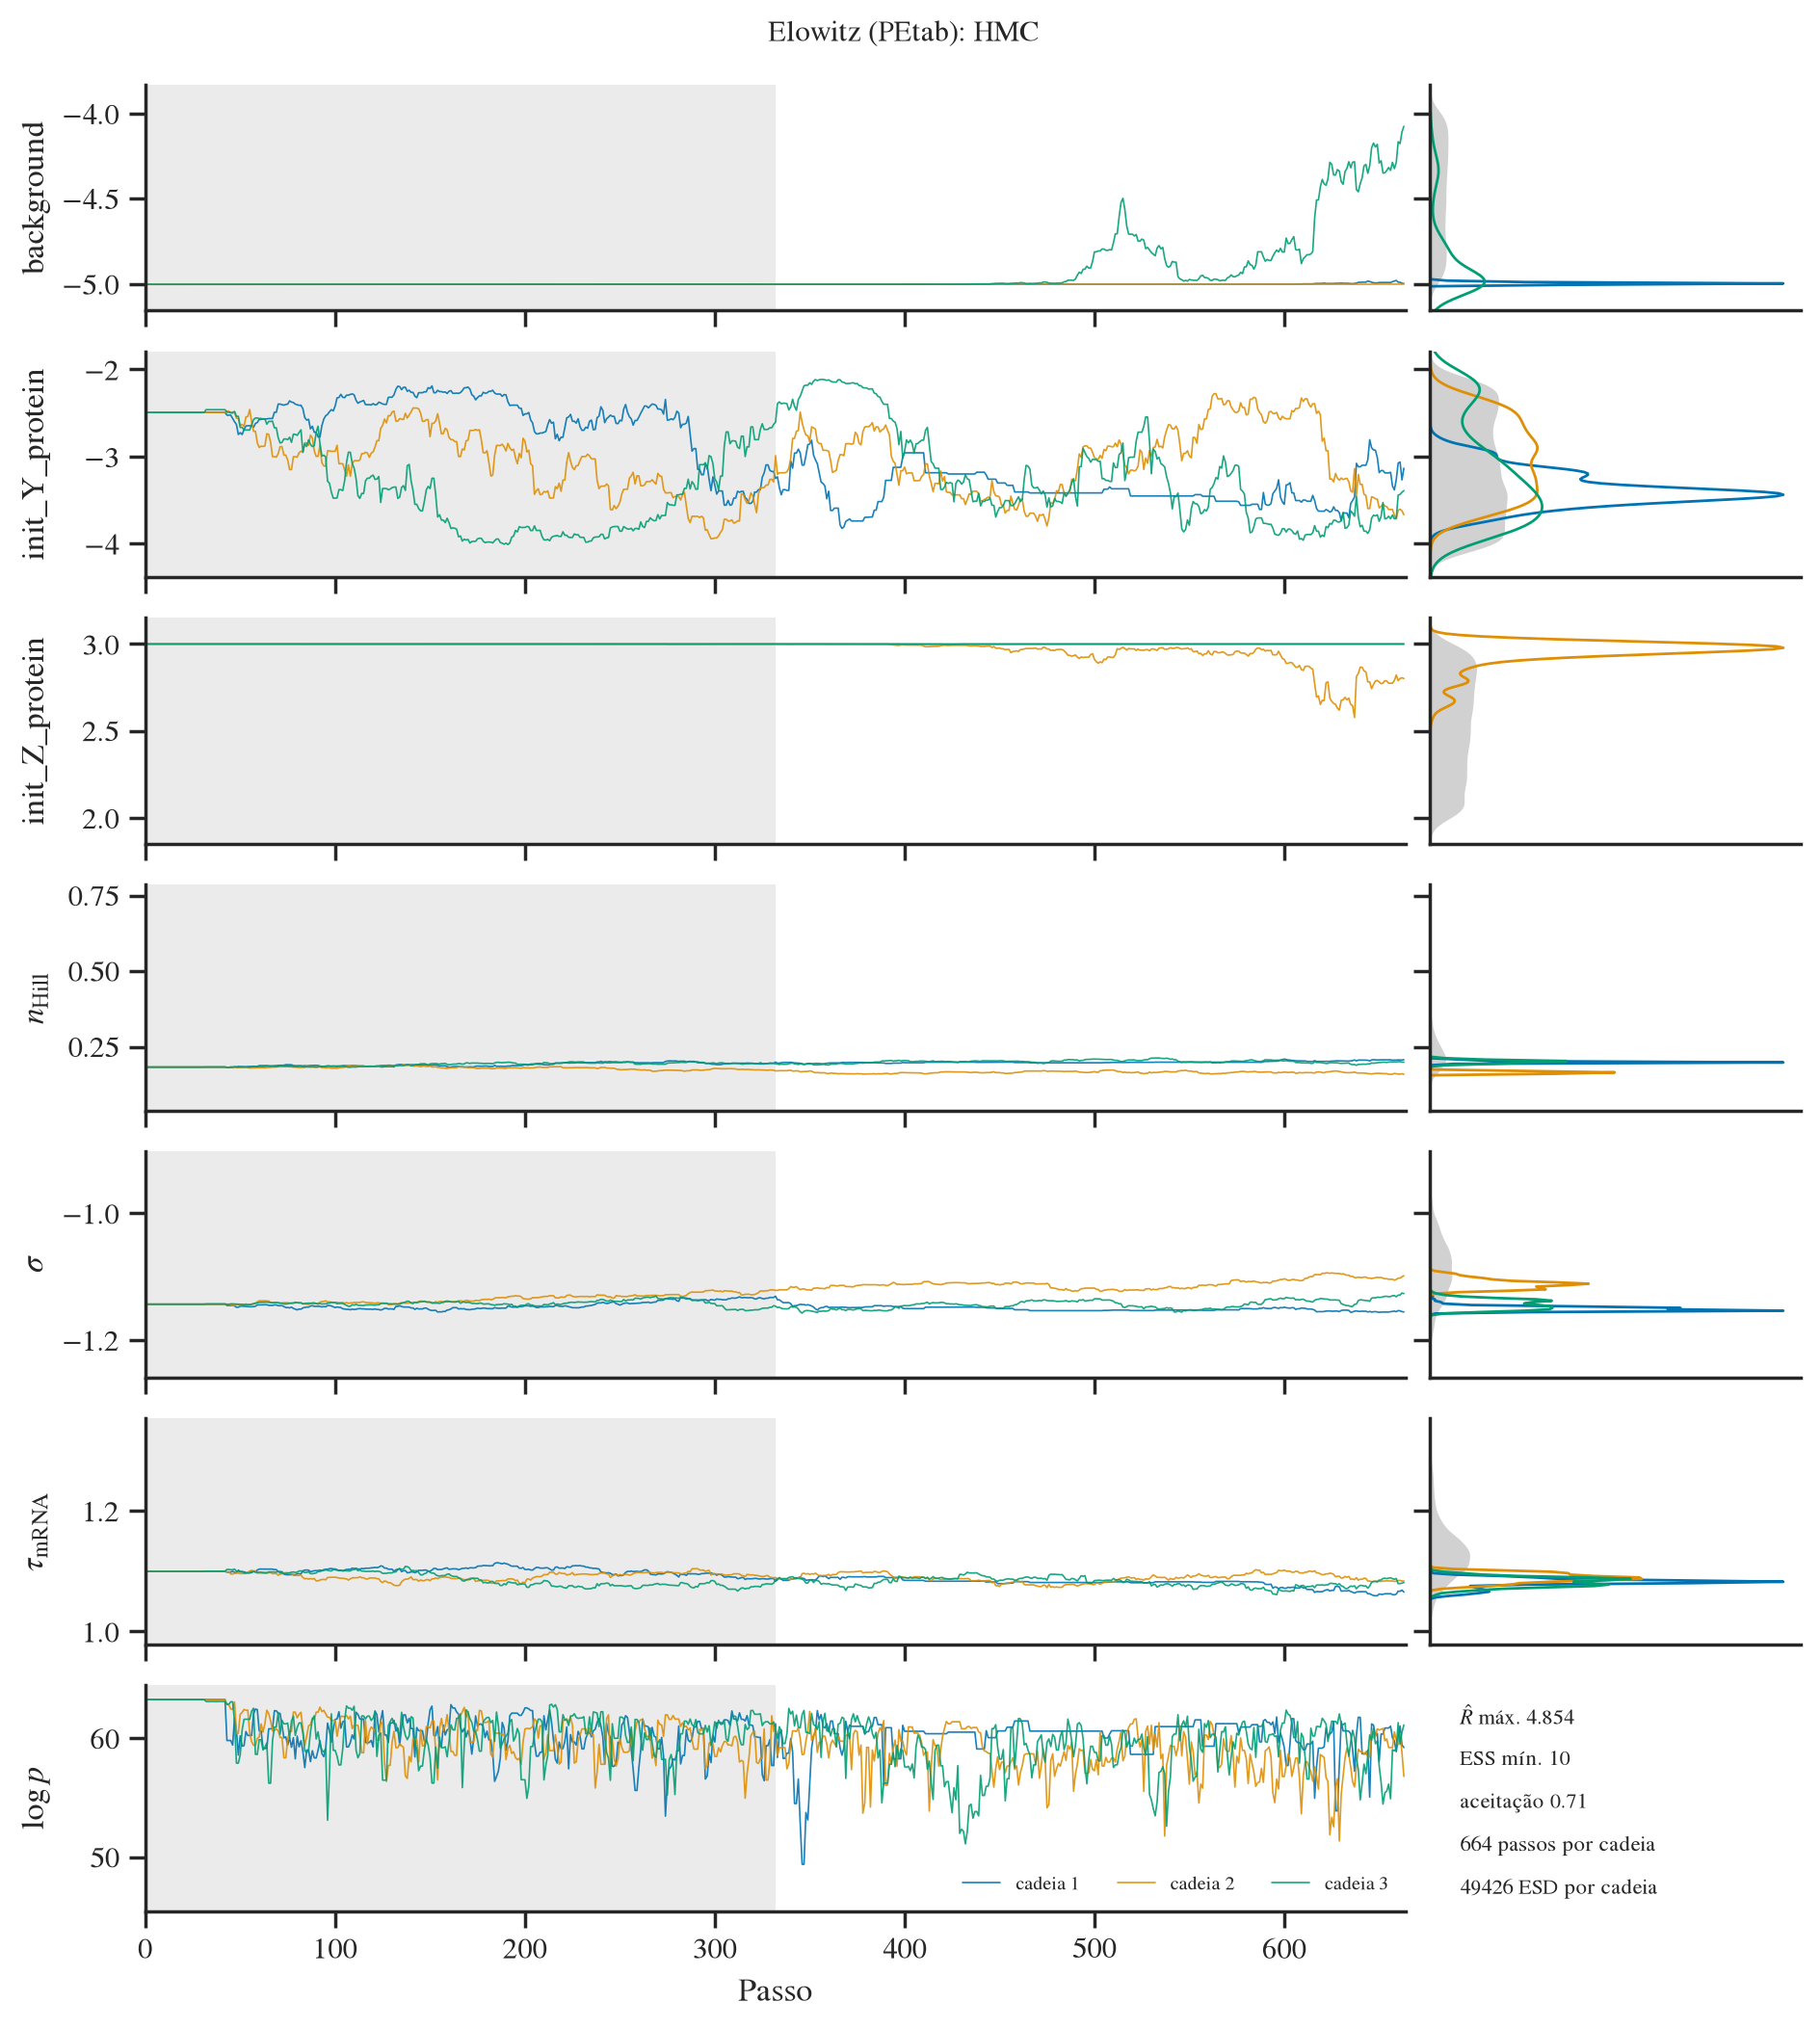 Elowitz (PEtab): HMC
background
−4.0
−4.5
−5.0
init_Y_protein
−2
−3
−4
init_Z_protein
3.0
2.5
2.0
nHill
0.75
0.50
0.25
σ
−1.0
−1.2
τmRNA
1.2
1.0
log p
60
50
R̂ máx. 4.854
ESS mín. 10
aceitação 0.71
664 passos por cadeia
49426 ESD por cadeia
cadeia 1
cadeia 2
cadeia 3
0 100 200 300 400 500 600
Passo